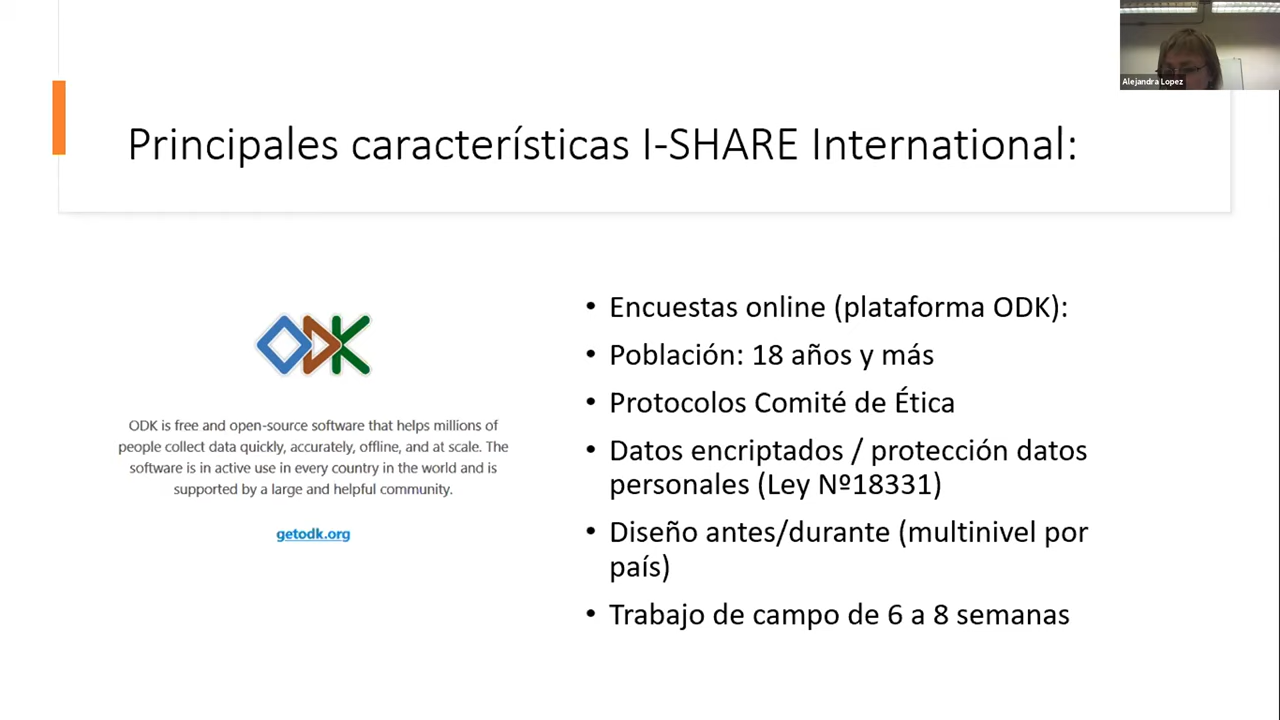 Alejandra Lopez
Principales características I-SHARE International:
ODK
ODK is free and open-source software that helps millions of
people collect data quickly, accurately, offline, and at scale. The
software is in active use in every country in the world and is
supported by a large and helpful community.
getodk.org
• Encuestas online (plataforma ODK):
• Población: 18 años y más
• Protocolos Comité de Ética
• Datos encriptados / protección datos
personales (Ley Nº18331)
• Diseño antes/durante (multinivel por
país)
• Trabajo de campo de 6 a 8 semanas